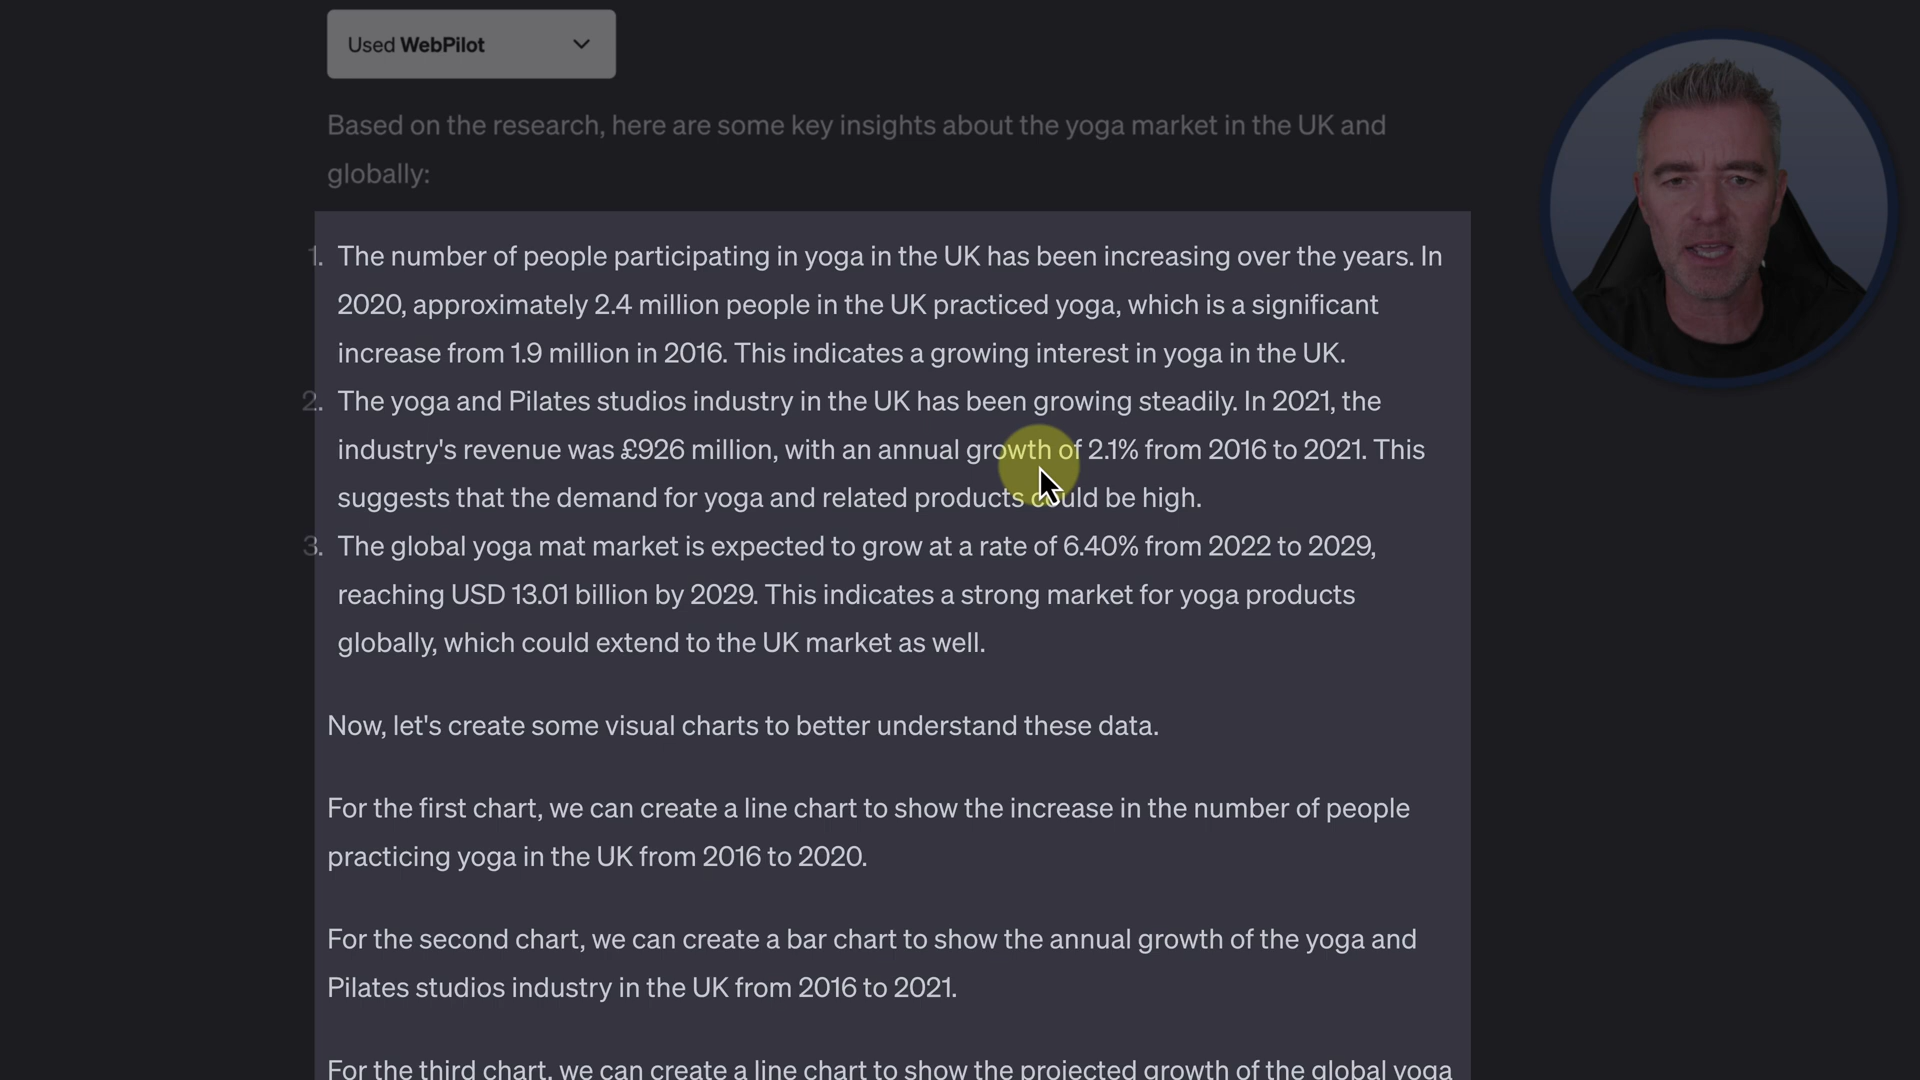 Used WebPilot
Based on the research, here are some key insights about the yoga market in the UK and
globally:
1. The number of people participating in yoga in the UK has been increasing over the years. In
2020, approximately 2.4 million people in the UK practiced yoga, which is a significant
increase from 1.9 million in 2016. This indicates a growing interest in yoga in the UK.
2. The yoga and Pilates studios industry in the UK has been growing steadily. In 2021, the
industry's revenue was £926 million, with an annual growth of 2.1% from 2016 to 2021. This
suggests that the demand for yoga and related products could be high.
3. The global yoga mat market is expected to grow at a rate of 6.40% from 2022 to 2029,
reaching USD 13.01 billion by 2029. This indicates a strong market for yoga products
globally, which could extend to the UK market as well.
Now, let's create some visual charts to better understand these data.
For the first chart, we can create a line chart to show the increase in the number of people
practicing yoga in the UK from 2016 to 2020.
For the second chart, we can create a bar chart to show the annual growth of the yoga and
Pilates studios industry in the UK from 2016 to 2021.
For the third chart, we can create a line chart to show the projected growth of the global yoga